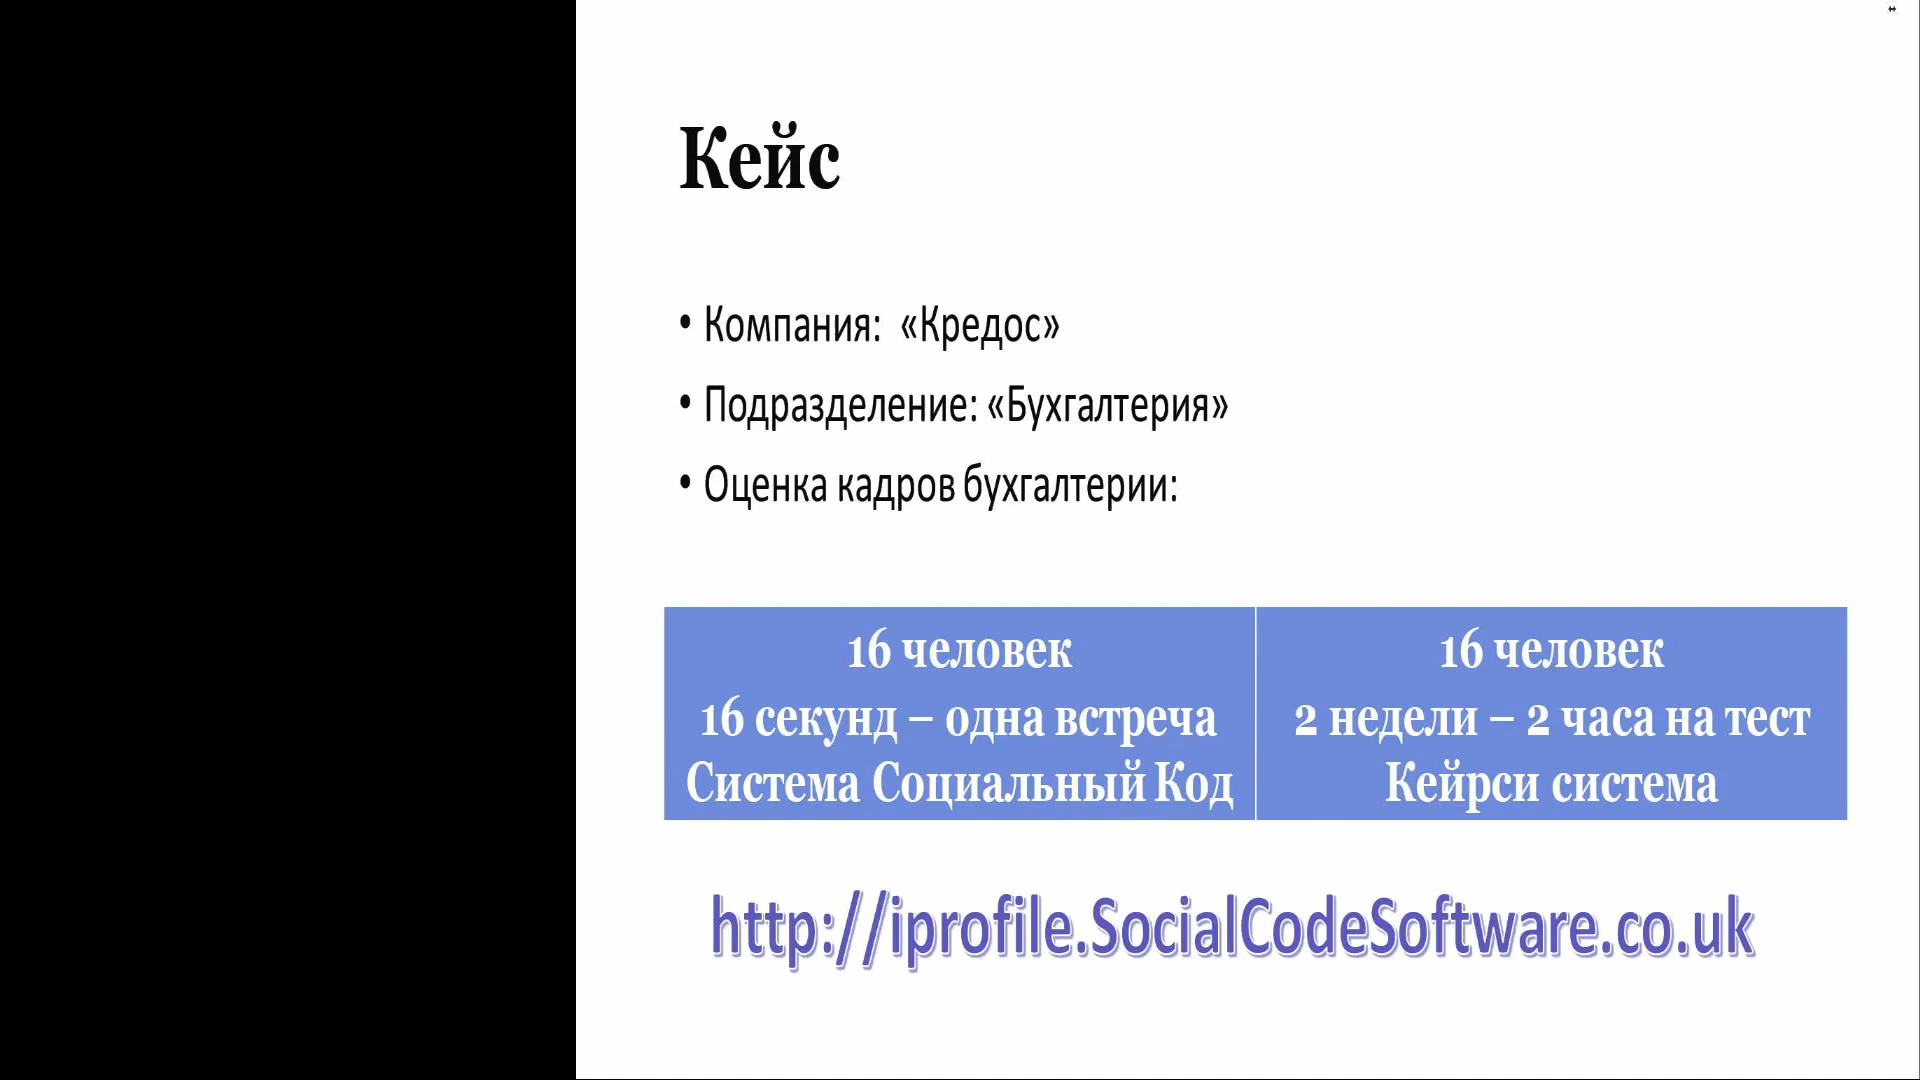 Кейс
• Компания: «Кредос»
• Подразделение: «Бухгалтерия»
• Оценка кадров бухгалтерии:
16 человек
16 секунд – одна встреча
Система Социальный Код
16 человек
2 недели – 2 часа на тест
Кейрси система
http://iprofile.SocialCodeSoftware.co.uk